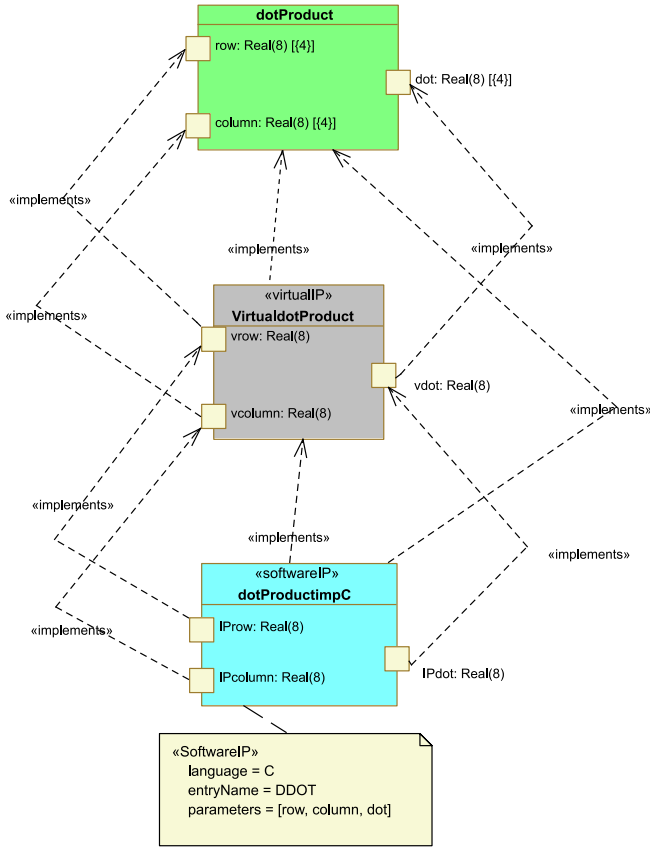 dotProduct
row: Real(8) [{4}]
dot: Real(8) [{4}]
column: Real(8) [{4}]
«implements»
«implements»
«implements»
«virtualIP»
VirtualdotProduct
«implements»
vrow: Real(8)
vdot: Real(8)
vcolumn: Real(8)
«implements»
«implements»
«implements»
«implements»
«softwareIP»
dotProductimpC
IProw: Real(8)
«implements»
IPcolumn: Real(8)
IPdot: Real(8)
«SoftwareIP»
language = C
entryName = DDOT
parameters = [row, column, dot]